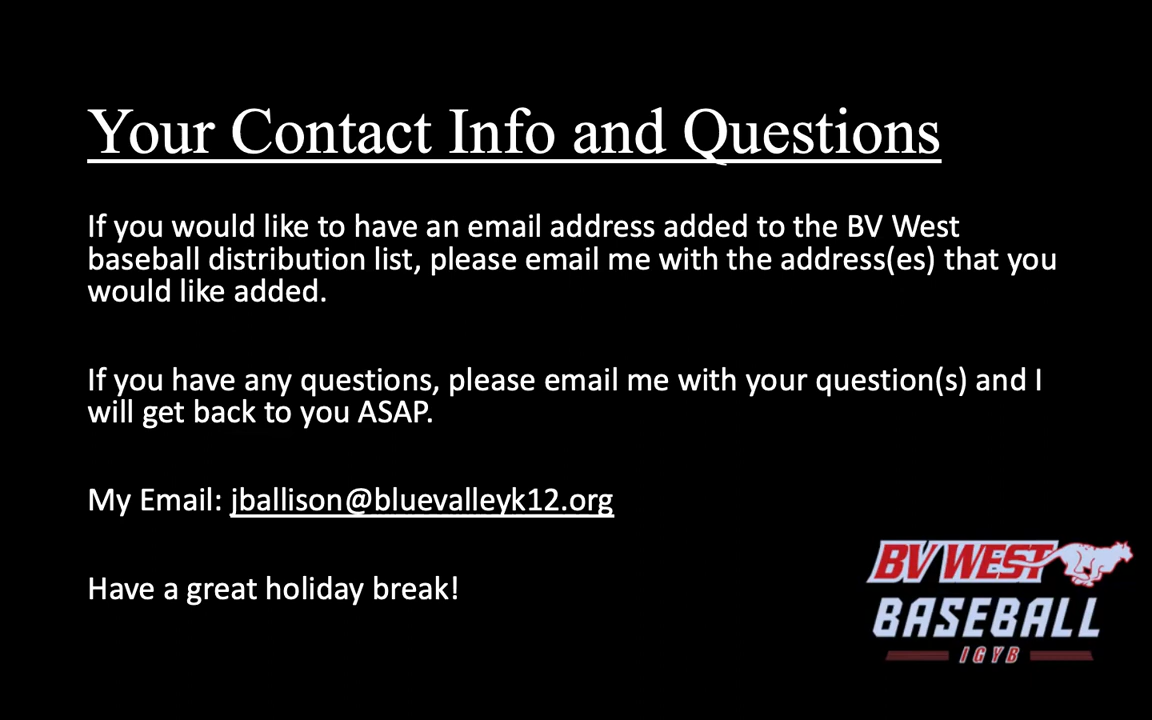 Your Contact Info and Questions
If you would like to have an email address added to the BV West
baseball distribution list, please email me with the address(es) that you
would like added.
If you have any questions, please email me with your question(s) and I
will get back to you ASAP.
My Email: jballison@bluevalleyk12.org
Have a great holiday break!
BV WEST
BASEBALL
IGYB